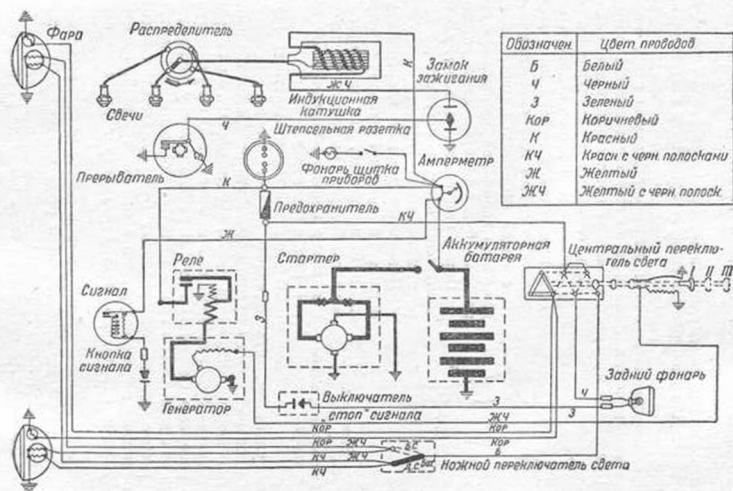 Фара
Распределитель
Свечи
К
ЖЧ
Индукционная
катушка
Замок
зажигания
Обозначен.
Цвет проводов
Б
Белый
Ч
Черный
З
Зеленый
КОР
Коричневый
К
Красный
КЧ
Красн с черн. полосками
Ж
Желтый
ЖЧ
Желтый с черн. полоск.
Ч
Штепсельная розетка
Прерыватель
Фонарь щитка
приборов
Амперметр
К
Предохранитель
КЧ
Ж
Реле
Стартер
Аккумуляторная
батарея
Центральный переключа-
тель света
I
II
III
Сигнал
Кнопка
сигнала
З
Генератор
Выключатель
"стоп" сигнала
Ч
Задний фонарь
З
З
ЖЧ
КОР
КОР
КОР
ЖЧ
КОР
КЧ
ЖЧ
Б
КЧ
Ножной переключатель света